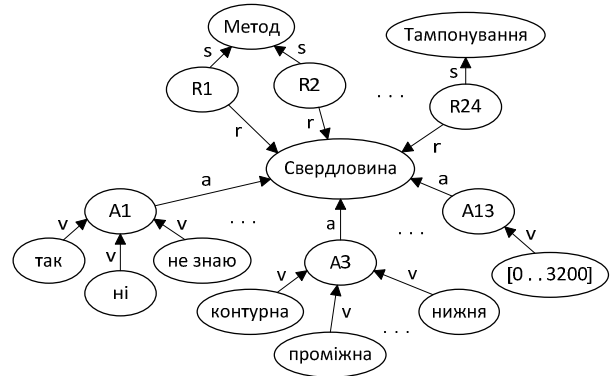 Метод
Тампонування
s
s
s
R1
R2
. . .
R24
r
r
r
Свердловина
a
a
A1
. . .
a
. . .
A13
v
v
v
v
так
не знаю
A3
ні
v
v
v
[0 . . 3200]
контурна
. . .
нижня
проміжна